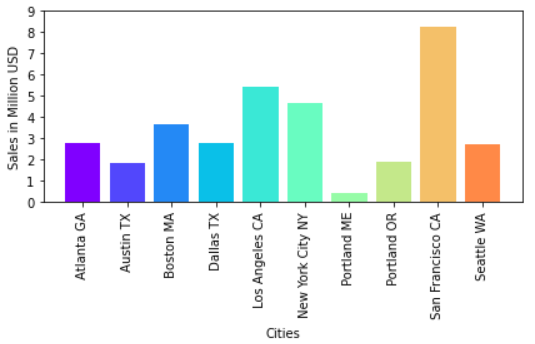 Sales in Million USD
9
8
7
6
5
4
3
2
1
0
Atlanta GA
Austin TX
Boston MA
Dallas TX
Los Angeles CA
New York City NY
Portland ME
Portland OR
San Francisco CA
Seattle WA
Cities